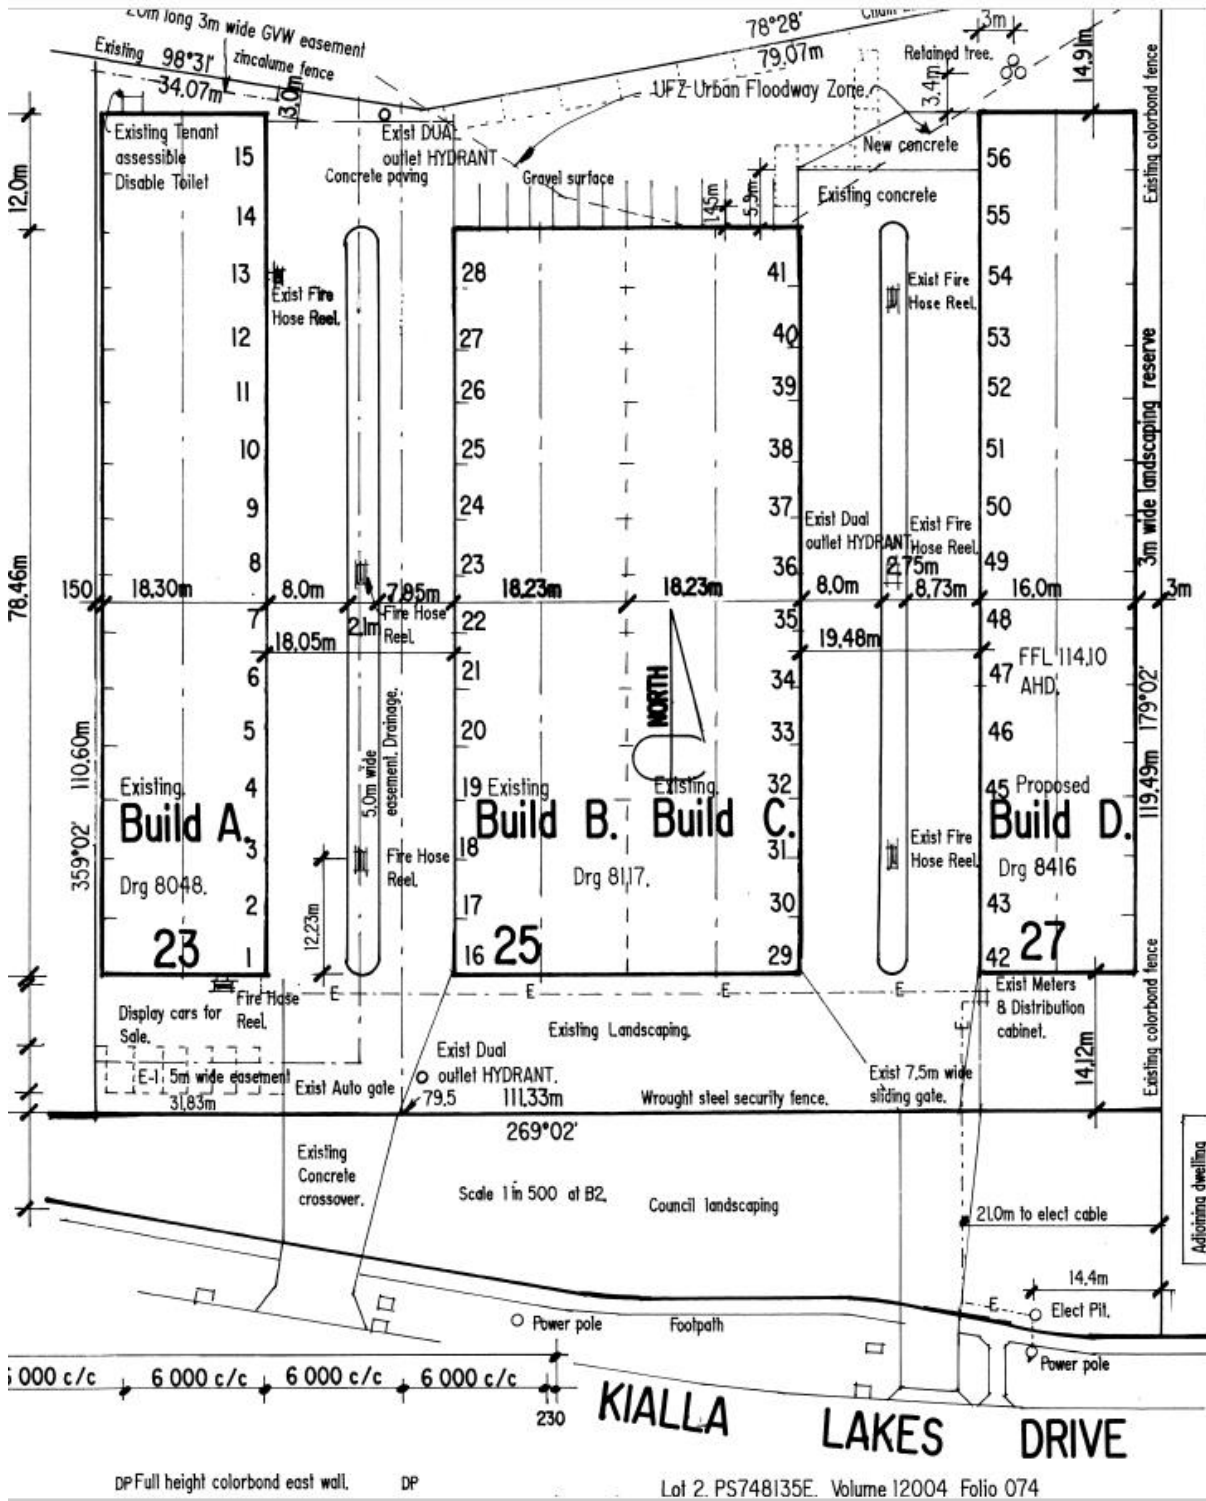 20m long 3m wide GVW easement
Existing 98°31'
zincalume fence
34.07m
3.0m
78°28'
79.07m
3m
Retained tree.
14.91m
3.4m
UFZ Urban Floodway Zone.
Existing colorbond fence
Existing Tenant
assessible
Disable Toilet
Exist DUAL
outlet HYDRANT
Concrete paving
Gravel surface
New concrete
Existing concrete
1.45m
5.9m
12.0m
15
14
13
12
11
10
9
8
7
6
5
4
3
2
1
Exist Fire
Hose Reel.
28
27
26
25
24
23
22
21
20
19
18
17
16
41
40
39
38
37
36
35
34
33
32
31
30
29
Exist Fire
Hose Reel.
56
55
54
53
52
51
50
49
48
47
46
45
43
42
3m wide landscaping reserve
Exist Dual
outlet HYDRANT
Exist Fire
Hose Reel.
2.75m
78.46m
150
18.30m
8.0m
7.95m
18.23m
18.23m
8.0m
8.73m
16.0m
3m
2.1m
Fire Hose
Reel.
18.05m
19.48m
FFL 114.10
AHD.
NORTH
110.60m
359°02'
5.0m wide
easement. Drainage.
119.49m 179°02'
Existing
Build A.
Drg 8048.
23
Existing
Build B.
Existing
Build C.
Drg 8117.
25
Proposed
Build D.
Drg 8416
27
Fire Hose
Reel.
12.23m
Exist Fire
Hose Reel.
Fire Hose
Reel.
E
E
E
E
Exist Meters
& Distribution
cabinet.
Display cars for
Sale.
Existing Landscaping.
Exist Dual
outlet HYDRANT.
E-1 5m wide easement
31.83m
Exist Auto gate
79.5
111.33m
Wrought steel security fence.
Exist 7.5m wide
sliding gate.
14.12m
Existing colorbond fence
269°02'
Existing
Concrete
crossover.
Scale 1 in 500 at B2.
Council landscaping
21.0m to elect cable
Adjoining dwelling
14.4m
E
Elect Pit.
Power pole
Footpath
Power pole
6 000 c/c
6 000 c/c
6 000 c/c
230
KIALLA LAKES DRIVE
DP Full height colorbond east wall. DP
Lot 2. PS748135E. Volume 12004 Folio 074